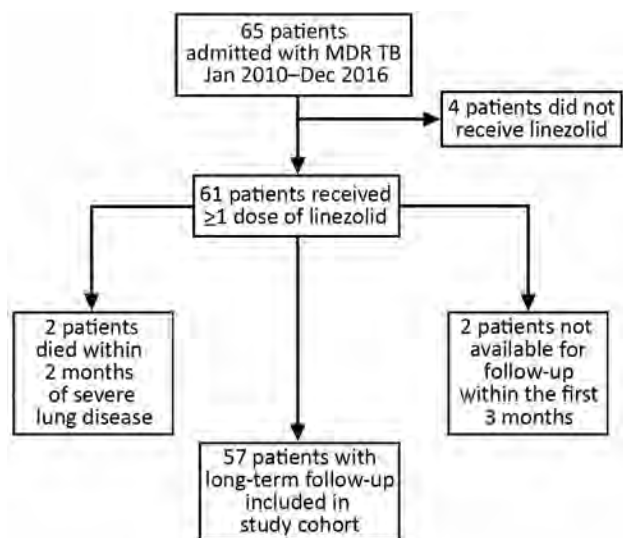 65 patients
admitted with MDR TB
Jan 2010–Dec 2016
4 patients did not
receive linezolid
61 patients received
≥1 dose of linezolid
2 patients
died within
2 months
of severe
lung disease
2 patients not
available for
follow-up
within the first
3 months
57 patients with
long-term follow-up
included in
study cohort